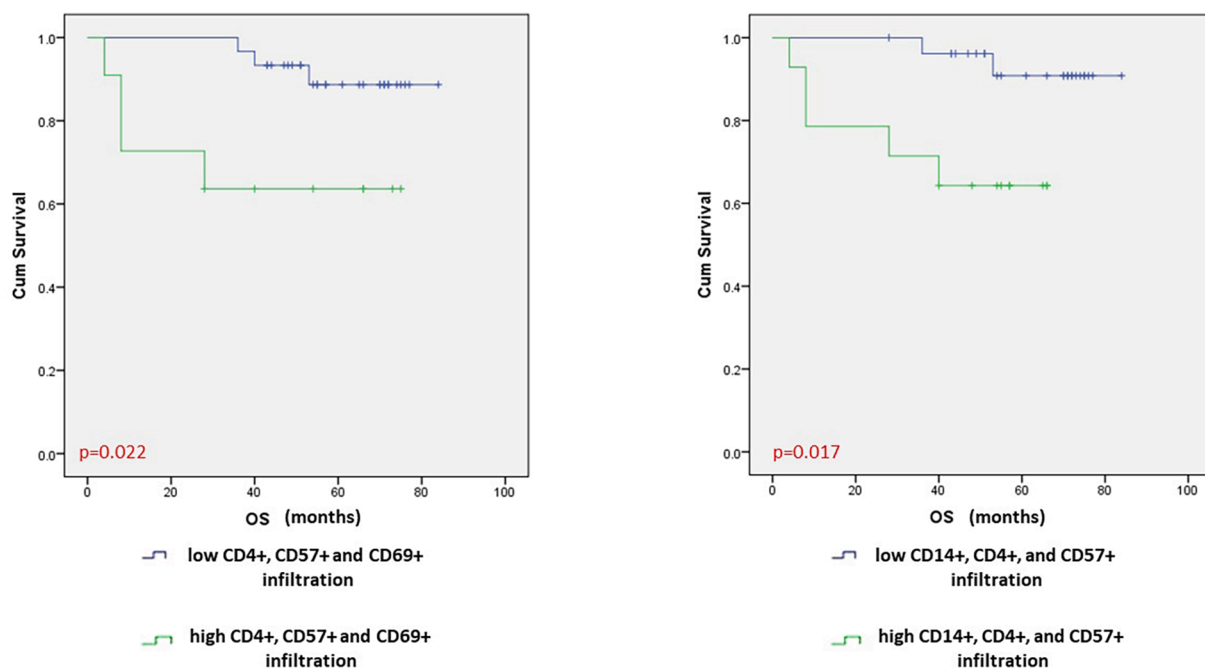 1.0
0.8
0.6
0.4
0.2
0.0
Cum Survival
p=0.022
0 20 40 60 80 100
OS (months)
low CD4+, CD57+ and CD69+
infiltration
high CD4+, CD57+ and CD69+
infiltration
1.0
0.8
0.6
0.4
0.2
0.0
Cum Survival
p=0.017
0 20 40 60 80 100
OS (months)
low CD14+, CD4+, and CD57+
infiltration
high CD14+, CD4+, and CD57+
infiltration